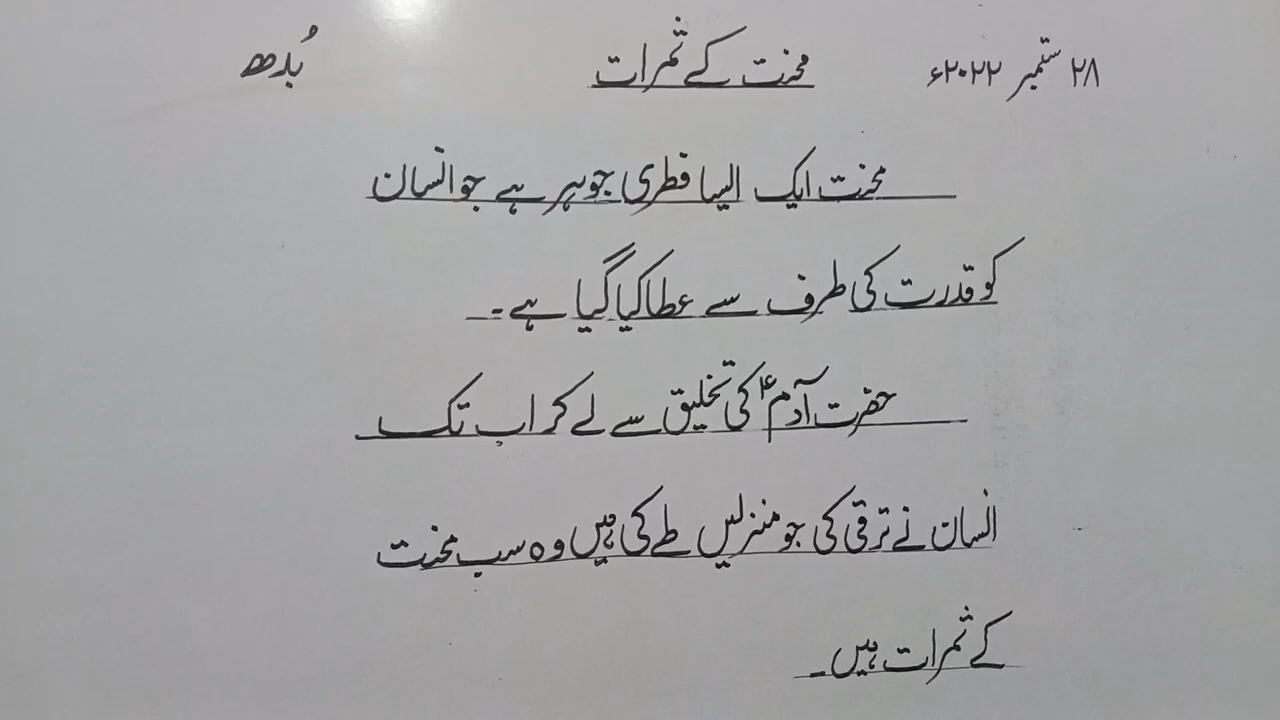 ۲۸ ستمبر ۲۰۲۲ء محنت کے ثمرات بُدھ
محنت ایک ایسا فطری جوہر ہے جو انسان
کو قدرت کی طرف سے عطا کیا گیا ہے۔
حضرت آدمؑ کی تخلیق سے لے کر اب تک
انسان نے ترقی کی جو منزلیں طے کی ہیں وہ سب محنت
کے ثمرات ہیں۔